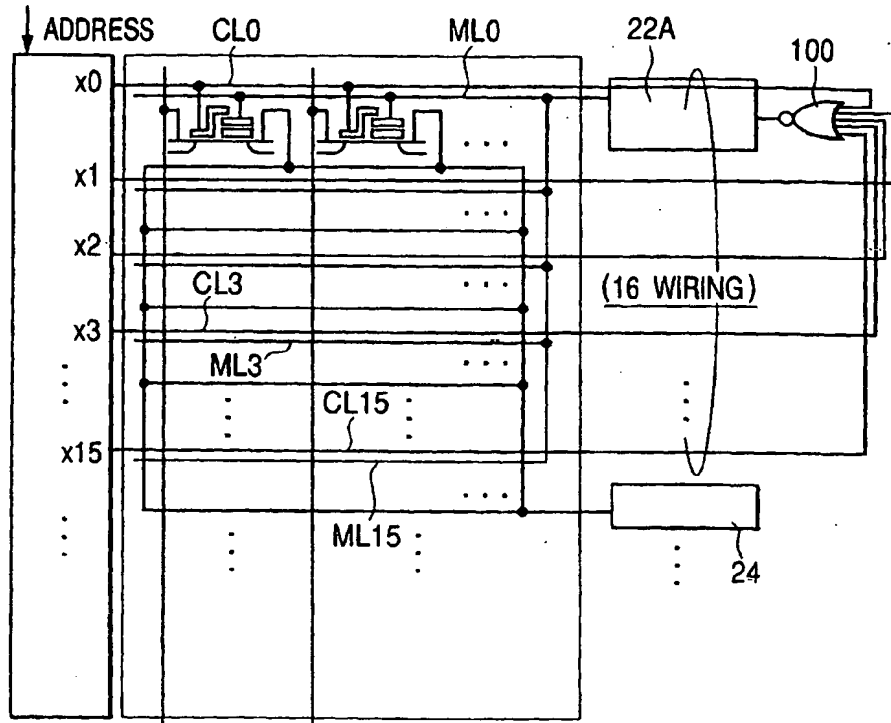 ADDRESS
CL0
ML0
22A
100
x0
x1
x2
CL3
(16 WIRING)
x3
ML3
CL15
x15
ML15
24